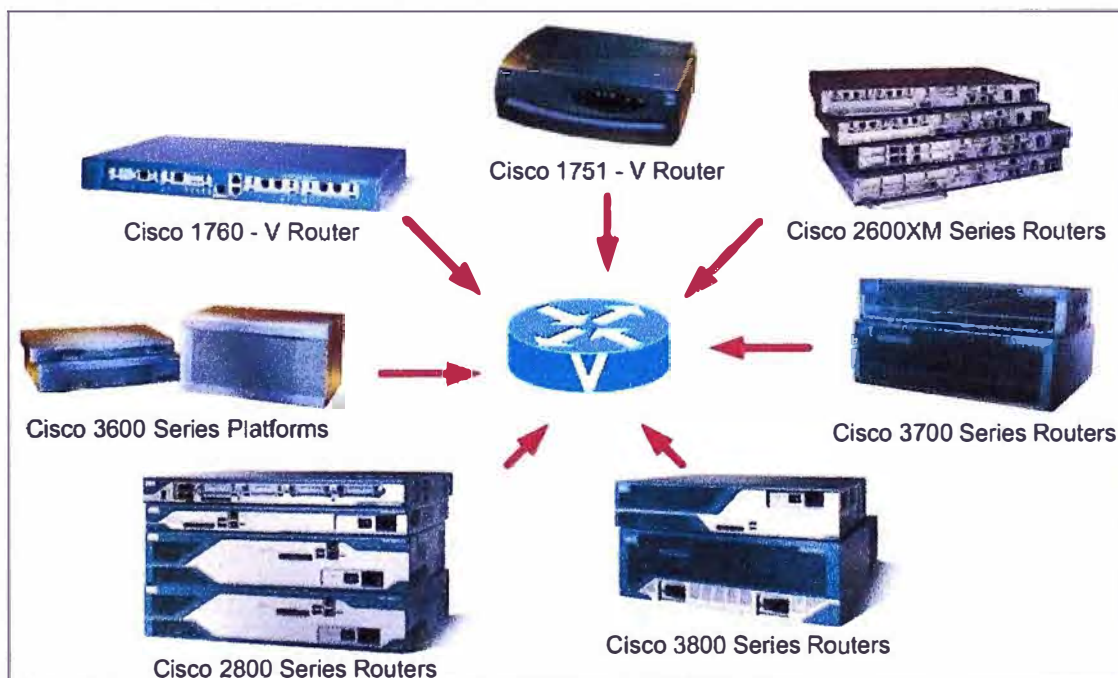 Cisco 1751 - V Router
Cisco 1760 - V Router
Cisco 2600XM Series Routers
V
Cisco 3600 Series Platforms
Cisco 3700 Series Routers
Cisco 2800 Series Routers
Cisco 3800 Series Routers